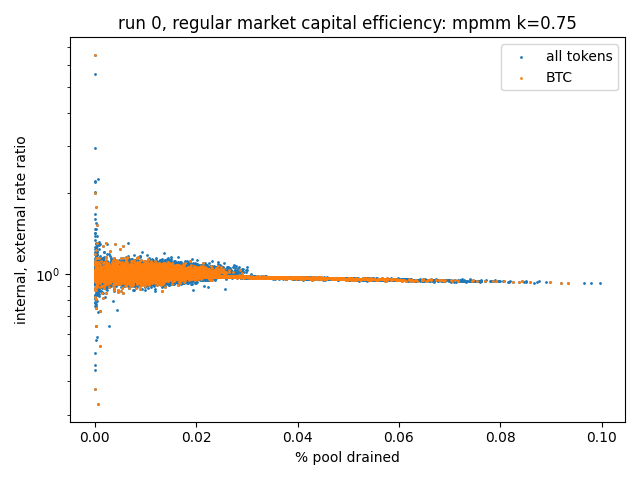 run 0, regular market capital efficiency: mpmm k=0.75
all tokens
BTC
internal, external rate ratio
10⁰
0.00 0.02 0.04 0.06 0.08 0.10
% pool drained